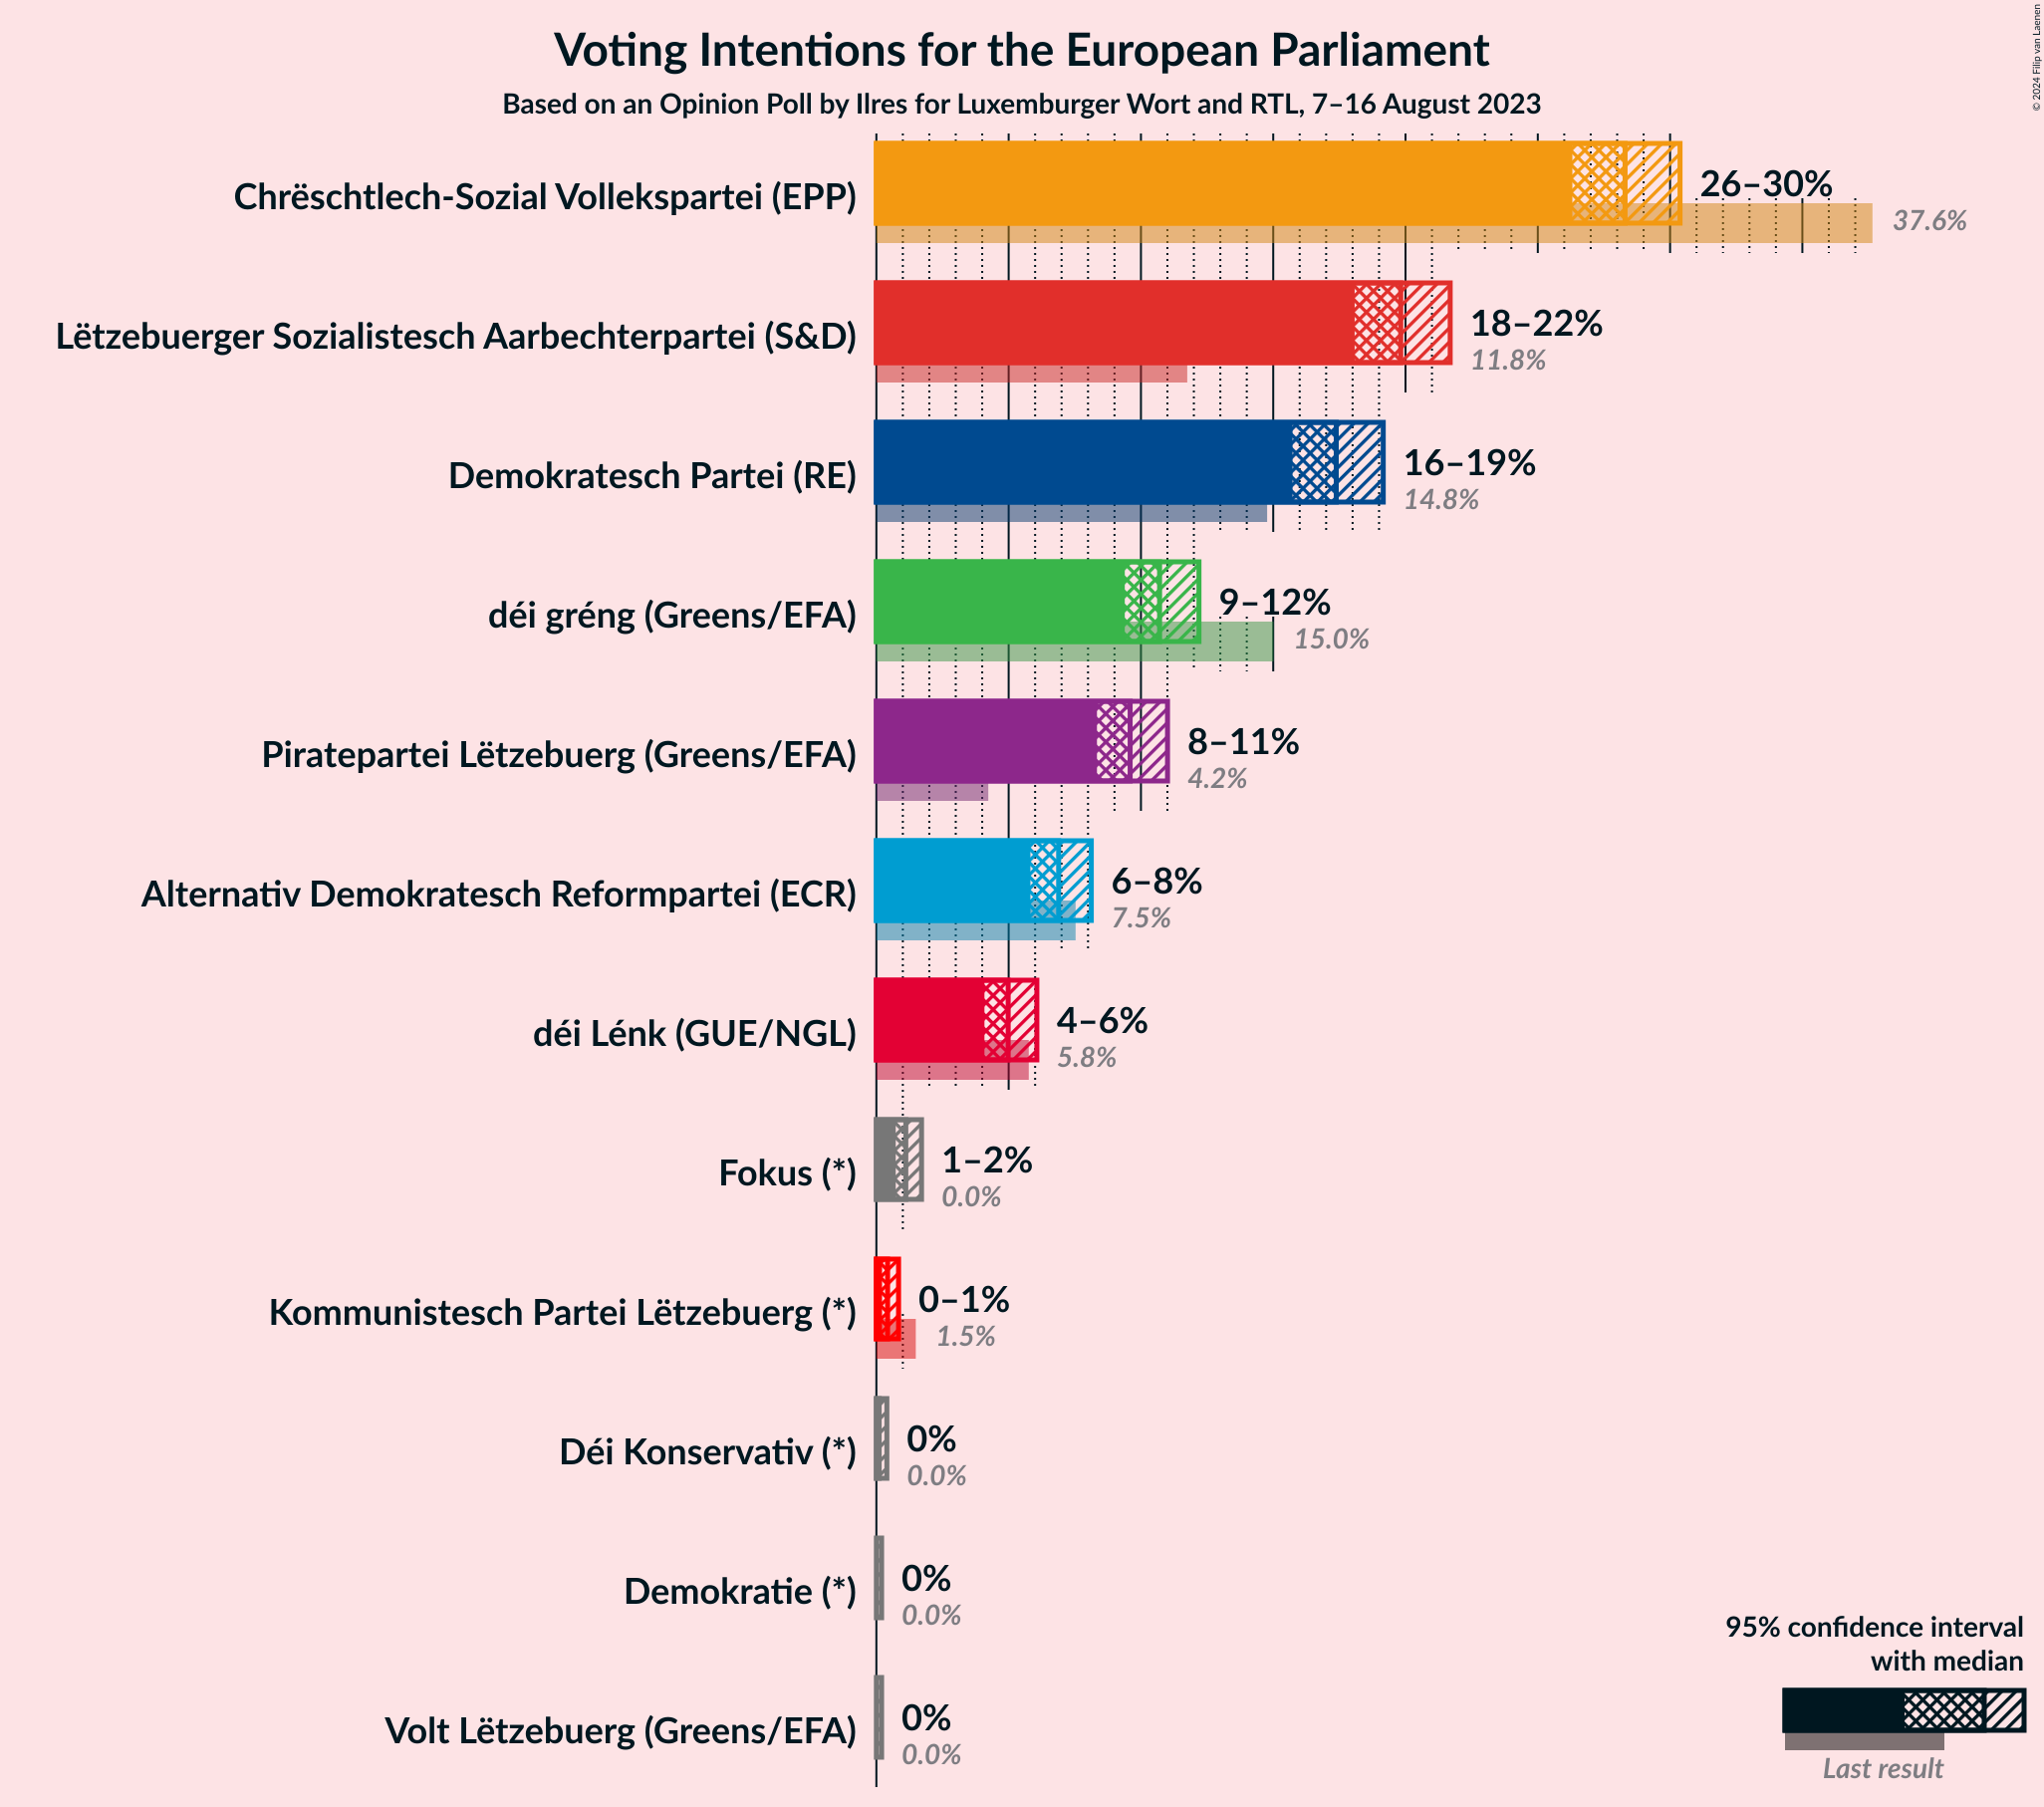 © 2024 Filip van Laenen
Voting Intentions for the European Parliament
Based on an Opinion Poll by Ilres for Luxemburger Wort and RTL, 7–16 August 2023
Chrëschtlech-Sozial Vollekspartei (EPP)
26–30%
37.6%
Lëtzebuerger Sozialistesch Aarbechterpartei (S&D)
18–22%
11.8%
Demokratesch Partei (RE)
16–19%
14.8%
déi gréng (Greens/EFA)
9–12%
15.0%
Piratepartei Lëtzebuerg (Greens/EFA)
8–11%
4.2%
Alternativ Demokratesch Reformpartei (ECR)
6–8%
7.5%
déi Lénk (GUE/NGL)
4–6%
5.8%
Fokus (*)
1–2%
0.0%
Kommunistesch Partei Lëtzebuerg (*)
0–1%
1.5%
Déi Konservativ (*)
0%
0.0%
Demokratie (*)
0%
0.0%
Volt Lëtzebuerg (Greens/EFA)
0%
0.0%
95% confidence interval
with median
Last result